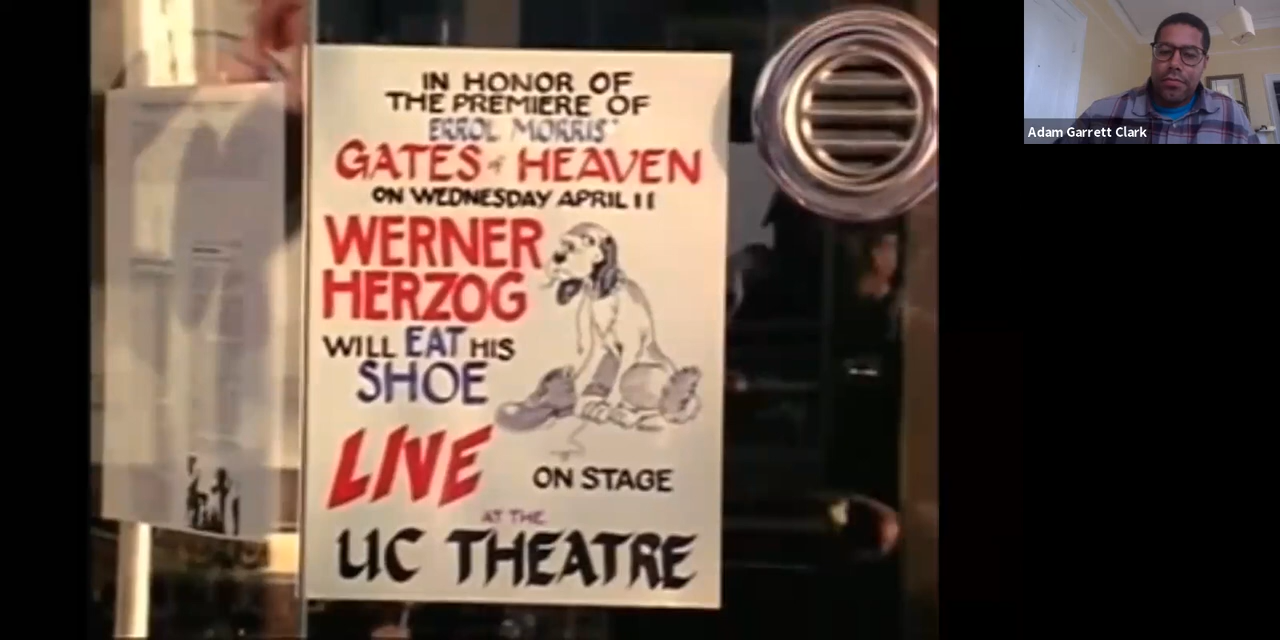 IN HONOR OF
THE PREMIERE OF
ERROL MORRIS'
GATES of HEAVEN
ON WEDNESDAY APRIL 11
WERNER
HERZOG
WILL EAT HIS
SHOE
LIVE
ON STAGE
AT THE
UC THEATRE
Adam Garrett Clark